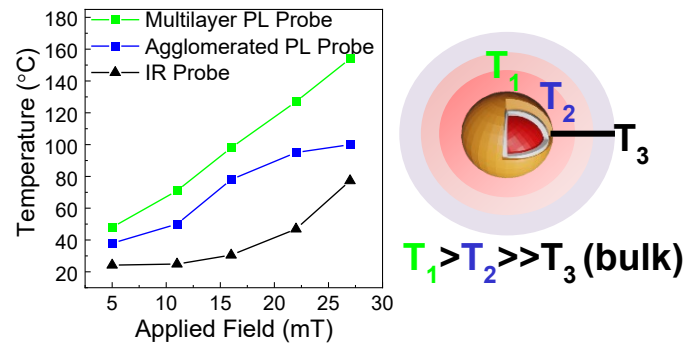 180
160
140
120
100
80
60
40
20
Temperature (°C)
Multilayer PL Probe
Agglomerated PL Probe
IR Probe
5
10
15
20
25
30
Applied Field (mT)
T1
T2
T3
T1>T2>>T3 (bulk)